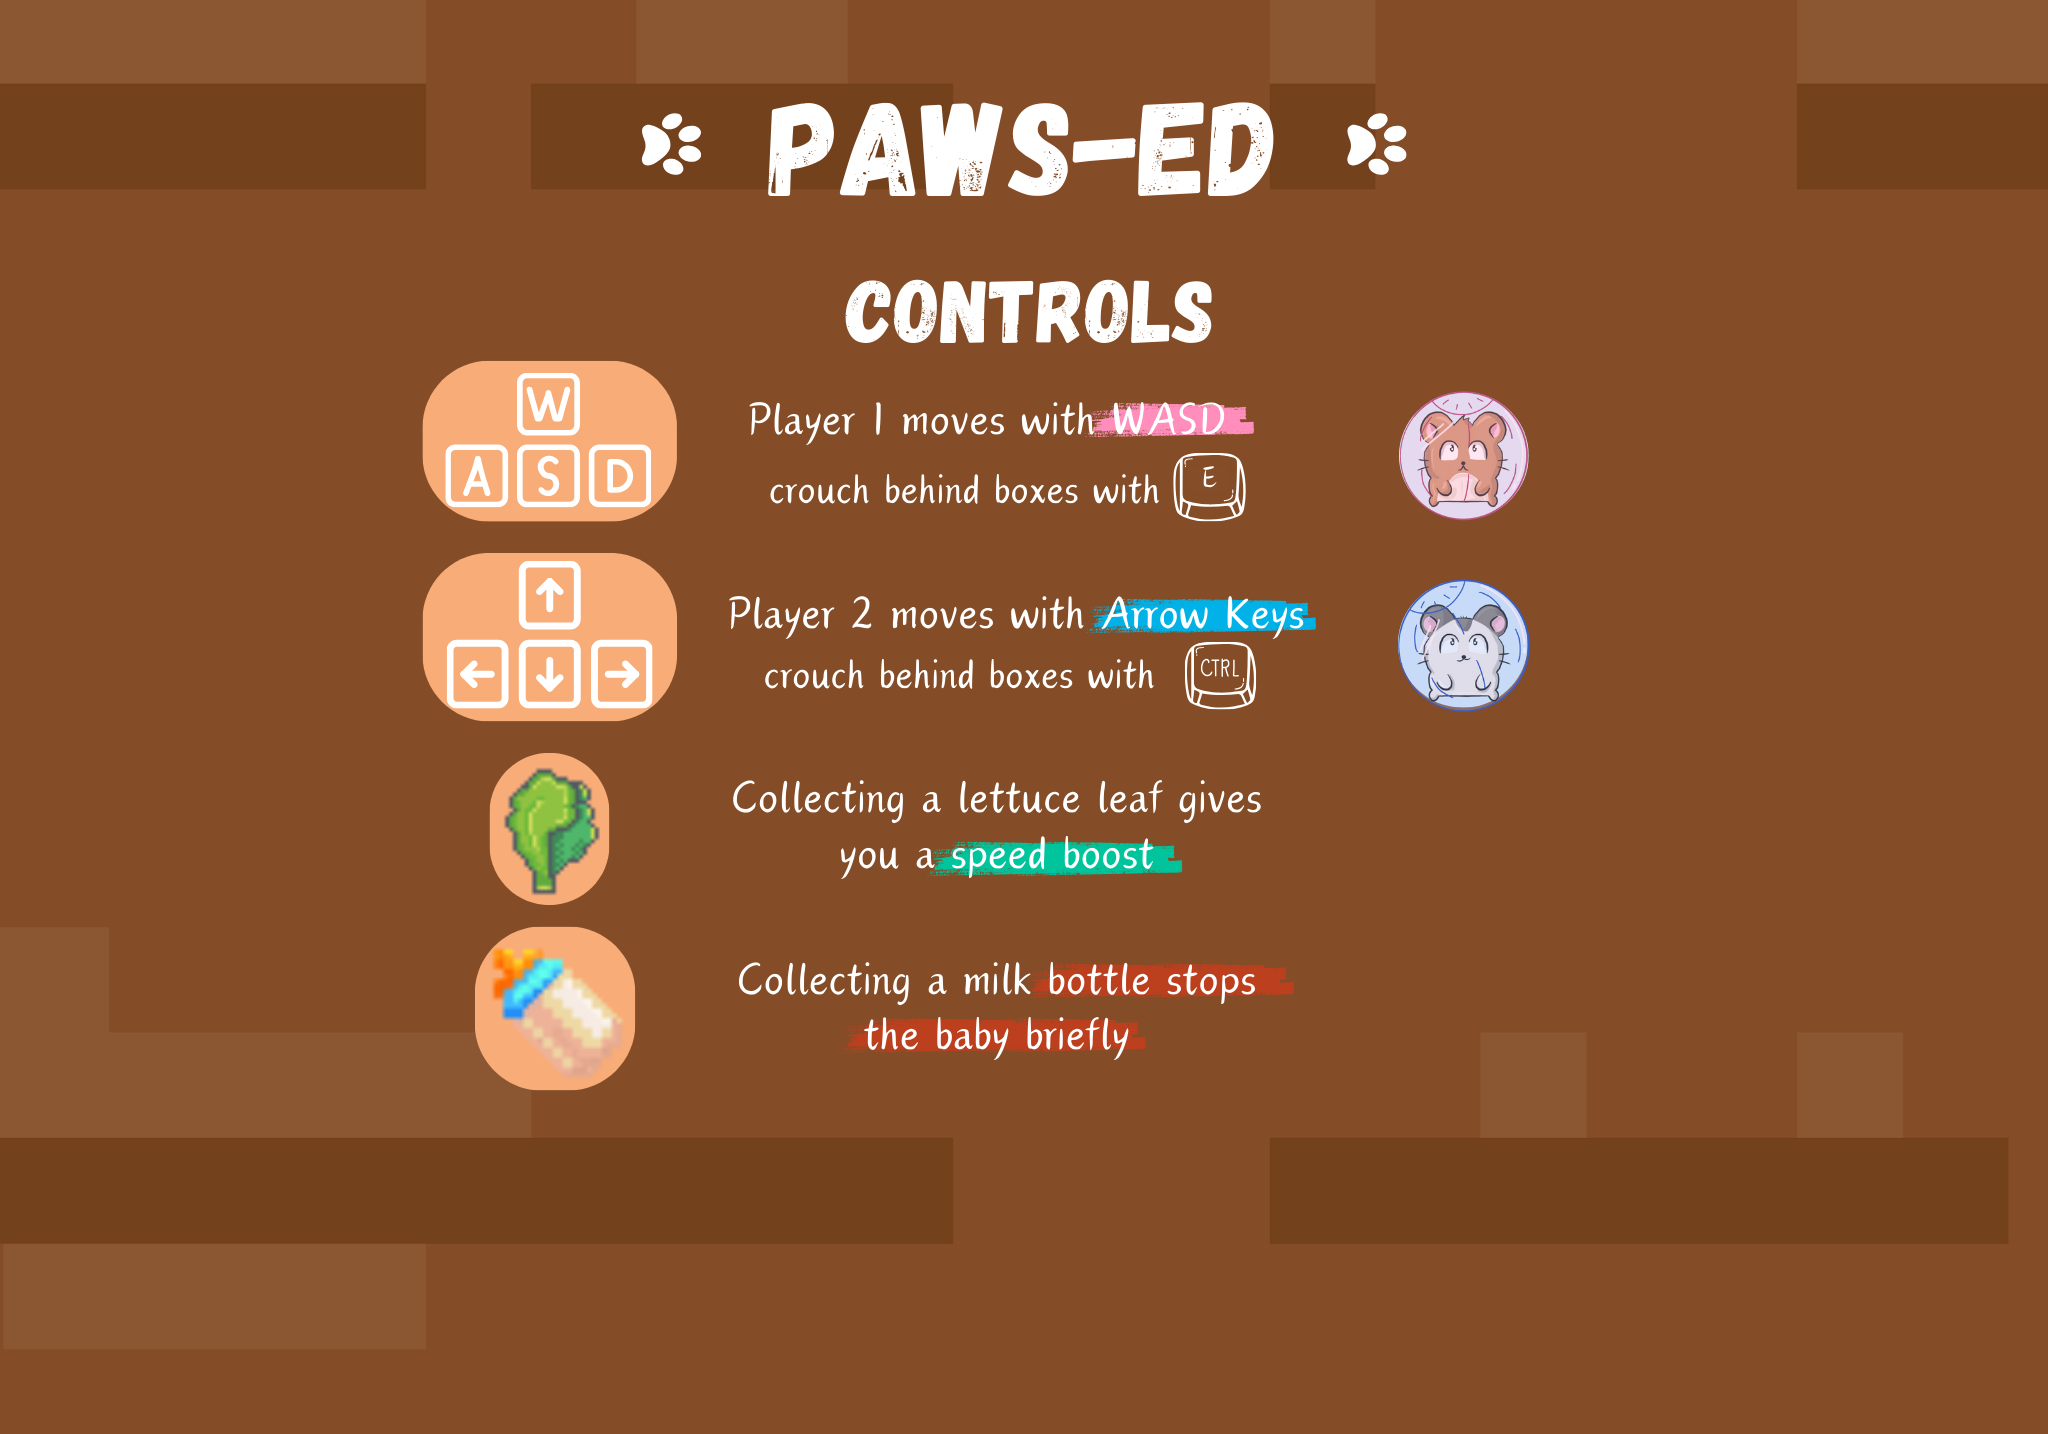 PAWS-ED
CONTROLS
W
A S D
Player 1 moves with WASD
crouch behind boxes with E
Player 2 moves with Arrow Keys
crouch behind boxes with CTRL
Collecting a lettuce leaf gives
you a speed boost
Collecting a milk bottle stops
the baby briefly